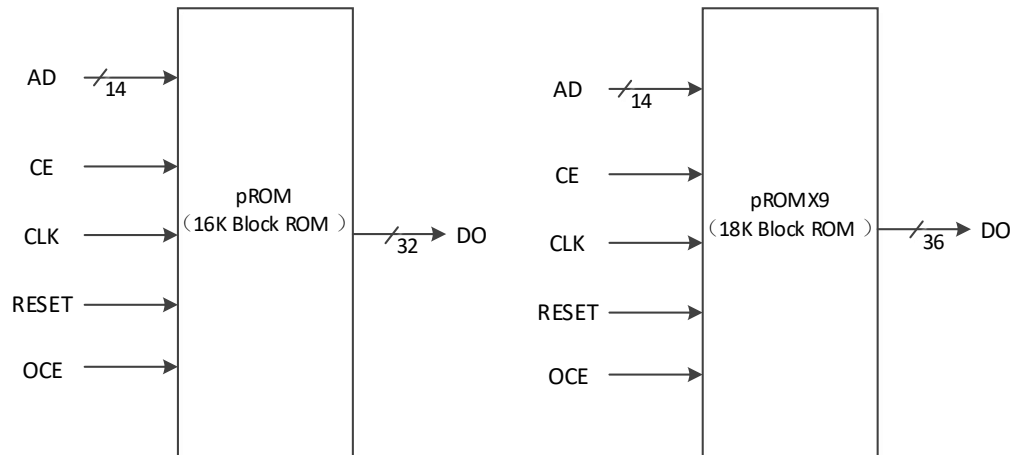 AD
14
CE
CLK
RESET
OCE
pROM
（16K Block ROM ）
32
DO
AD
14
CE
CLK
RESET
OCE
pROMX9
（18K Block ROM ）
36
DO